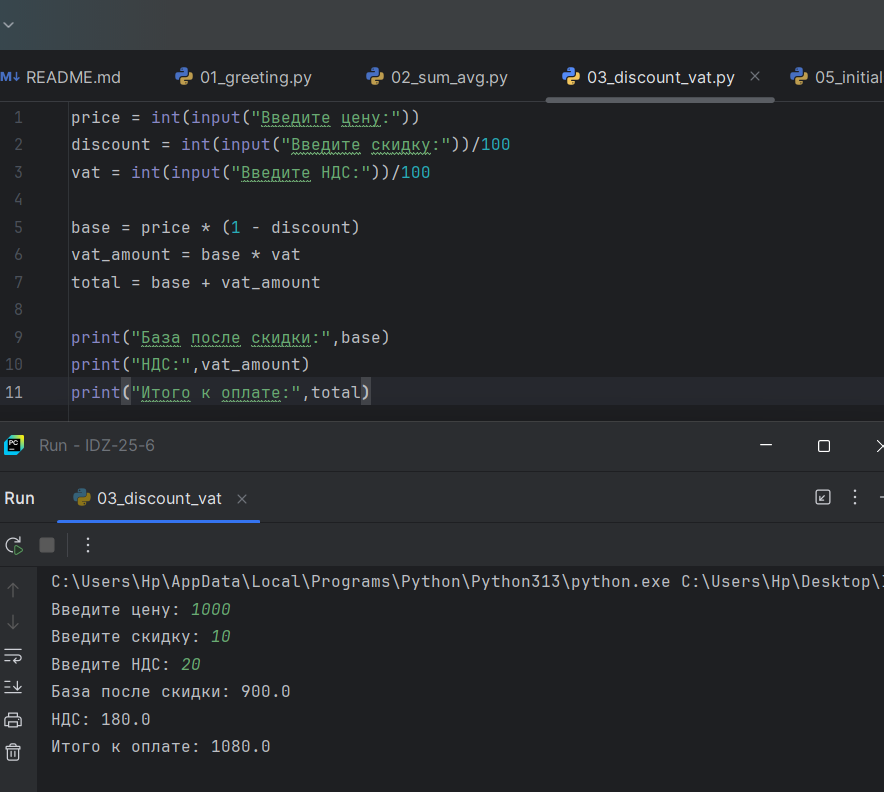 README.md 01_greeting.py 02_sum_avg.py 03_discount_vat.py 05_initial
1 price = int(input("Введите цену:"))
2 discount = int(input("Введите скидку:"))/100
3 vat = int(input("Введите НДС:"))/100
4
5 base = price * (1 - discount)
6 vat_amount = base * vat
7 total = base + vat_amount
8
9 print("База после скидки:",base)
10 print("НДС:",vat_amount)
11 print("Итого к оплате:",total)
PC Run - IDZ-25-6
Run 03_discount_vat
C:\Users\Hp\AppData\Local\Programs\Python\Python313\python.exe C:\Users\Hp\Desktop\
Введите цену: 1000
Введите скидку: 10
Введите НДС: 20
База после скидки: 900.0
НДС: 180.0
Итого к оплате: 1080.0